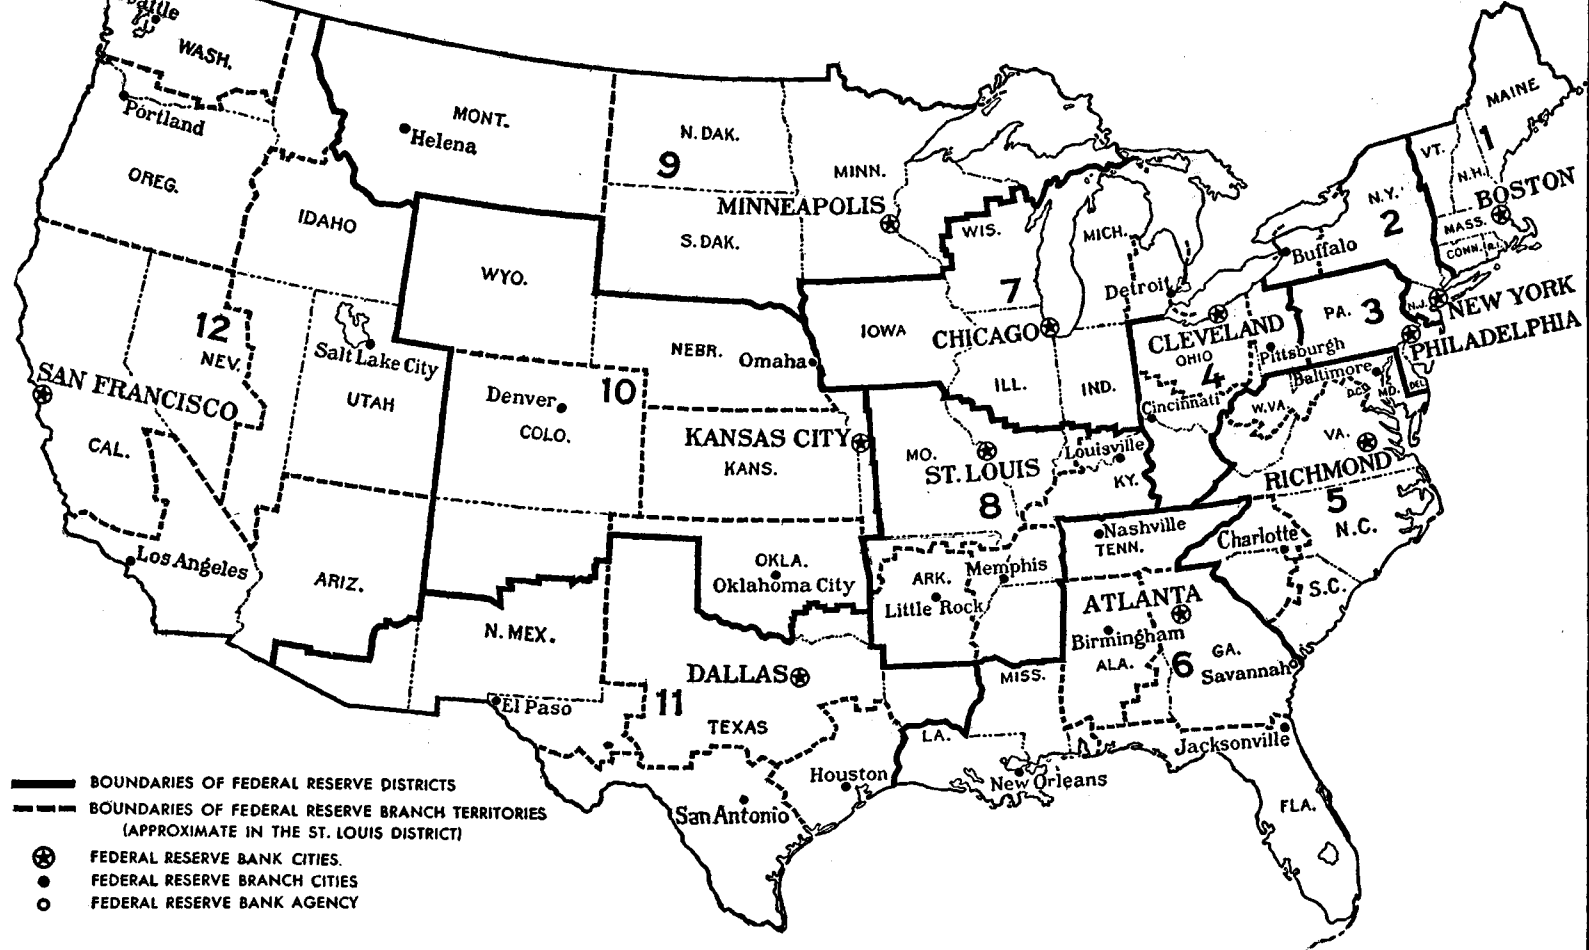 WASH.
Portland
OREG.
MONT.
Helena
IDAHO
WYO.
N. DAK.
9
S. DAK.
MINN.
MINNEAPOLIS
WIS.
MICH.
7
Detroit
IOWA
CHICAGO
ILL.
IND.
MAINE
1
VT.
N.H.
BOSTON
MASS.
CONN.
R.I.
N.Y.
2
Buffalo
NEW YORK
N.J.
PA.
3
PHILADELPHIA
CLEVELAND
OHIO
4
Pittsburgh
Cincinnati
Baltimore
D.C.
MD.
DEL.
W.VA.
VA.
RICHMOND
5
N.C.
Charlotte
S.C.
12
NEV.
SAN FRANCISCO
CAL.
Los Angeles
Salt Lake City
UTAH
ARIZ.
NEBR.
Omaha
10
Denver
COLO.
KANSAS CITY
KANS.
MO.
ST. LOUIS
8
Louisville
KY.
Nashville
TENN.
Memphis
ARK.
Little Rock
OKLA.
Oklahoma City
N. MEX.
El Paso
DALLAS
11
TEXAS
Houston
San Antonio
LA.
New Orleans
MISS.
ATLANTA
Birmingham
ALA.
6
GA.
Savannah
Jacksonville
FLA.
BOUNDARIES OF FEDERAL RESERVE DISTRICTS
BOUNDARIES OF FEDERAL RESERVE BRANCH TERRITORIES
(APPROXIMATE IN THE ST. LOUIS DISTRICT)
FEDERAL RESERVE BANK CITIES.
FEDERAL RESERVE BRANCH CITIES
FEDERAL RESERVE BANK AGENCY